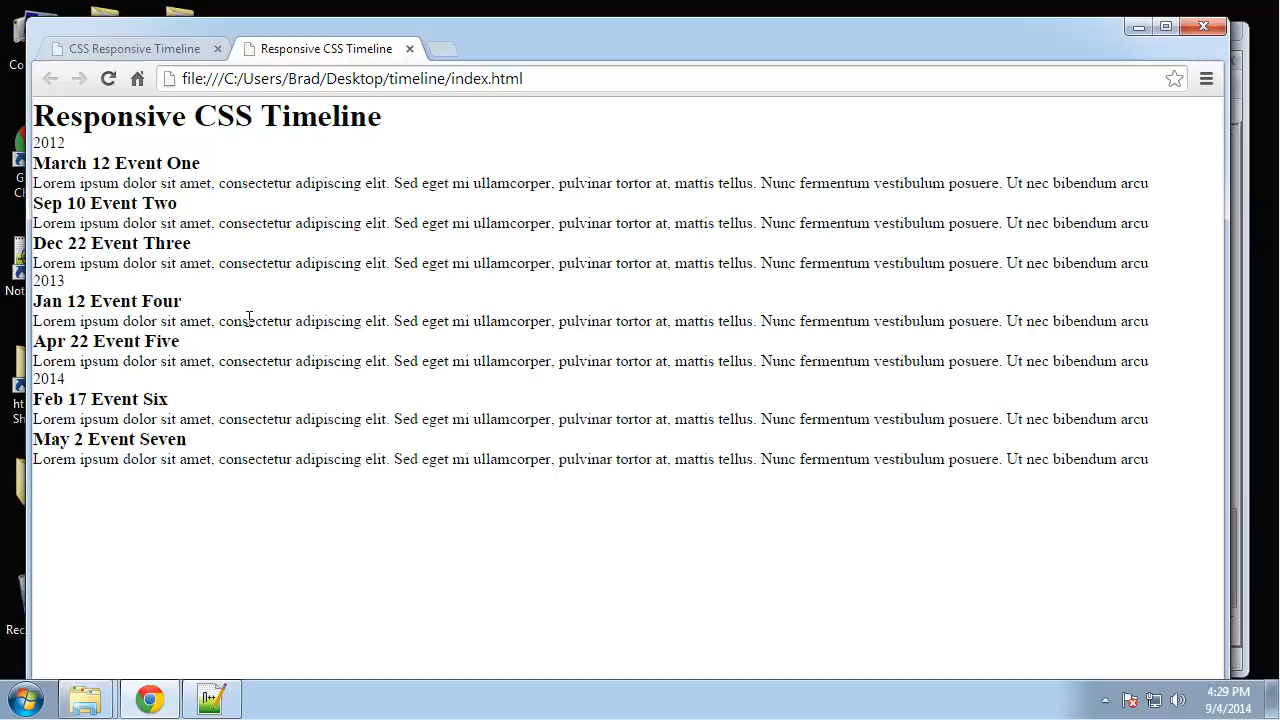 CSS Responsive Timeline
Responsive CSS Timeline
file:///C:/Users/Brad/Desktop/timeline/index.html
Responsive CSS Timeline
2012
March 12 Event One
Lorem ipsum dolor sit amet, consectetur adipiscing elit. Sed eget mi ullamcorper, pulvinar tortor at, mattis tellus. Nunc fermentum vestibulum posuere. Ut nec bibendum arcu
Sep 10 Event Two
Lorem ipsum dolor sit amet, consectetur adipiscing elit. Sed eget mi ullamcorper, pulvinar tortor at, mattis tellus. Nunc fermentum vestibulum posuere. Ut nec bibendum arcu
Dec 22 Event Three
Lorem ipsum dolor sit amet, consectetur adipiscing elit. Sed eget mi ullamcorper, pulvinar tortor at, mattis tellus. Nunc fermentum vestibulum posuere. Ut nec bibendum arcu
2013
Jan 12 Event Four
Lorem ipsum dolor sit amet, consectetur adipiscing elit. Sed eget mi ullamcorper, pulvinar tortor at, mattis tellus. Nunc fermentum vestibulum posuere. Ut nec bibendum arcu
Apr 22 Event Five
Lorem ipsum dolor sit amet, consectetur adipiscing elit. Sed eget mi ullamcorper, pulvinar tortor at, mattis tellus. Nunc fermentum vestibulum posuere. Ut nec bibendum arcu
2014
Feb 17 Event Six
Lorem ipsum dolor sit amet, consectetur adipiscing elit. Sed eget mi ullamcorper, pulvinar tortor at, mattis tellus. Nunc fermentum vestibulum posuere. Ut nec bibendum arcu
May 2 Event Seven
Lorem ipsum dolor sit amet, consectetur adipiscing elit. Sed eget mi ullamcorper, pulvinar tortor at, mattis tellus. Nunc fermentum vestibulum posuere. Ut nec bibendum arcu
Co
G
Ch
Not
ht
Sh
Rec
4:29 PM
9/4/2014